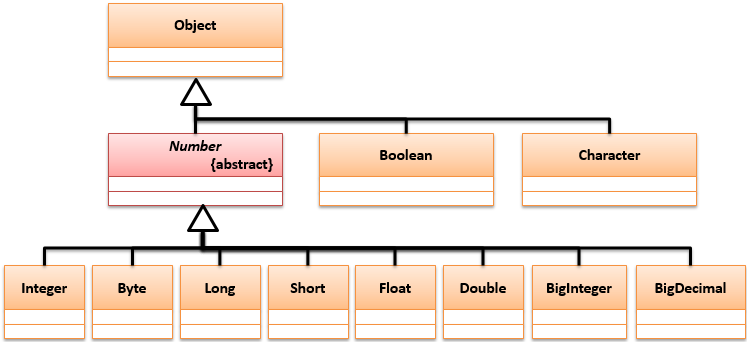 Object
Number
{abstract}
Boolean
Character
Integer
Byte
Long
Short
Float
Double
BigInteger
BigDecimal